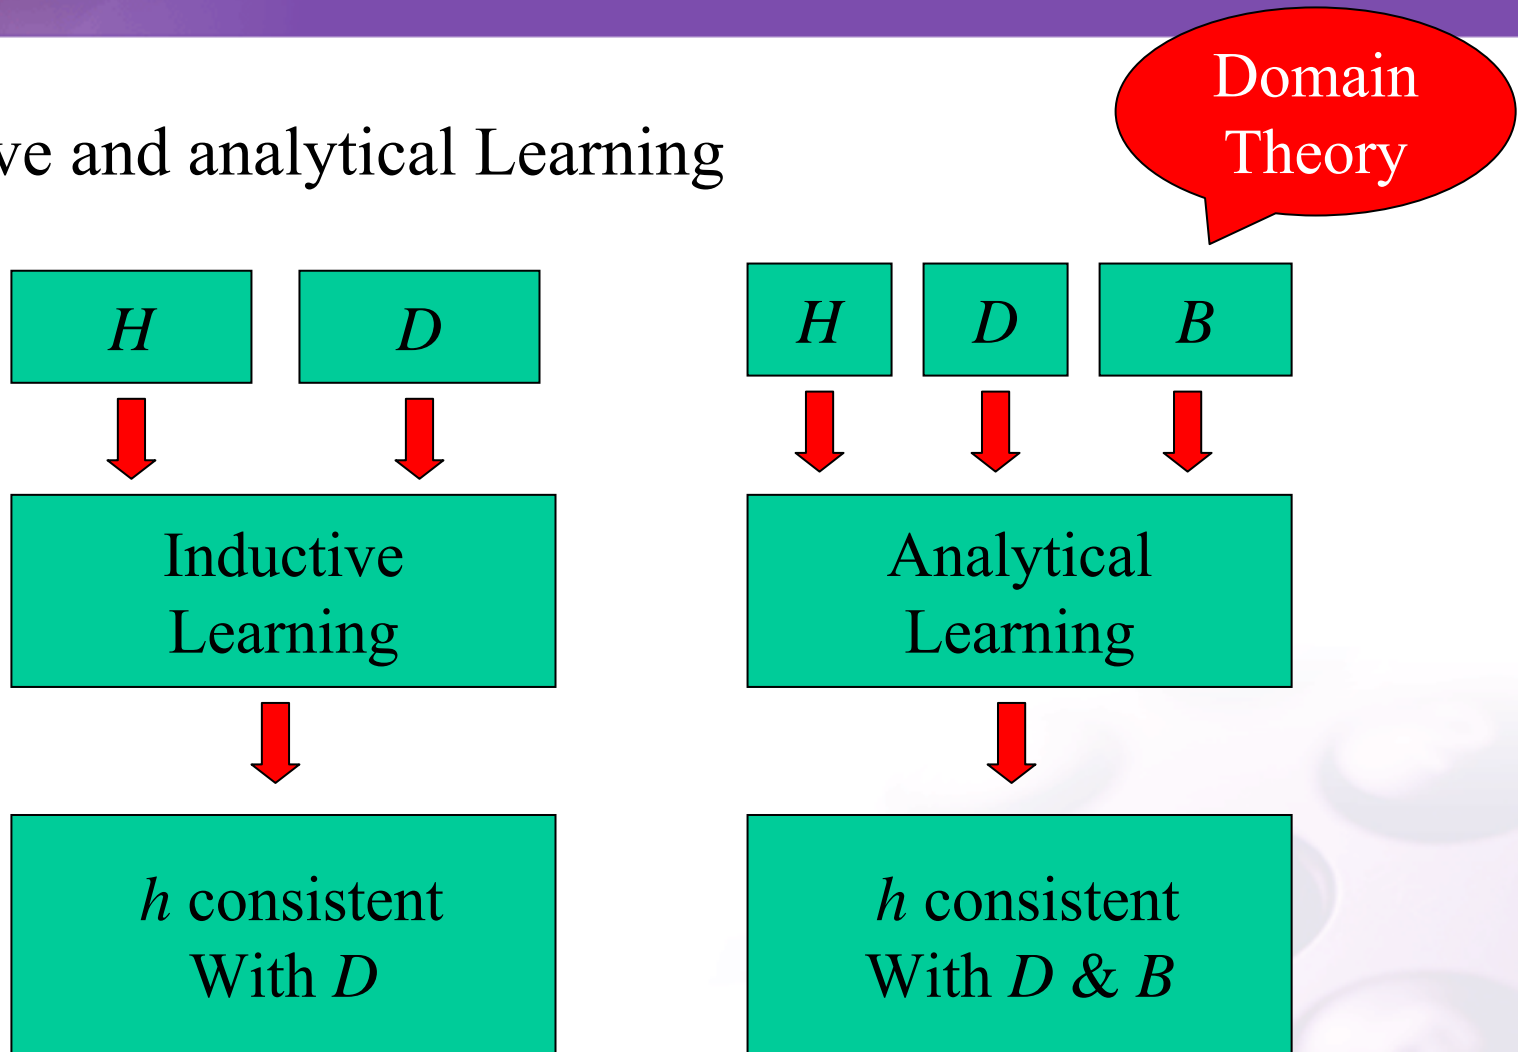 Domain
Theory
ve and analytical Learning
H D
H D B
Inductive
Learning
Analytical
Learning
h consistent
With D
h consistent
With D & B